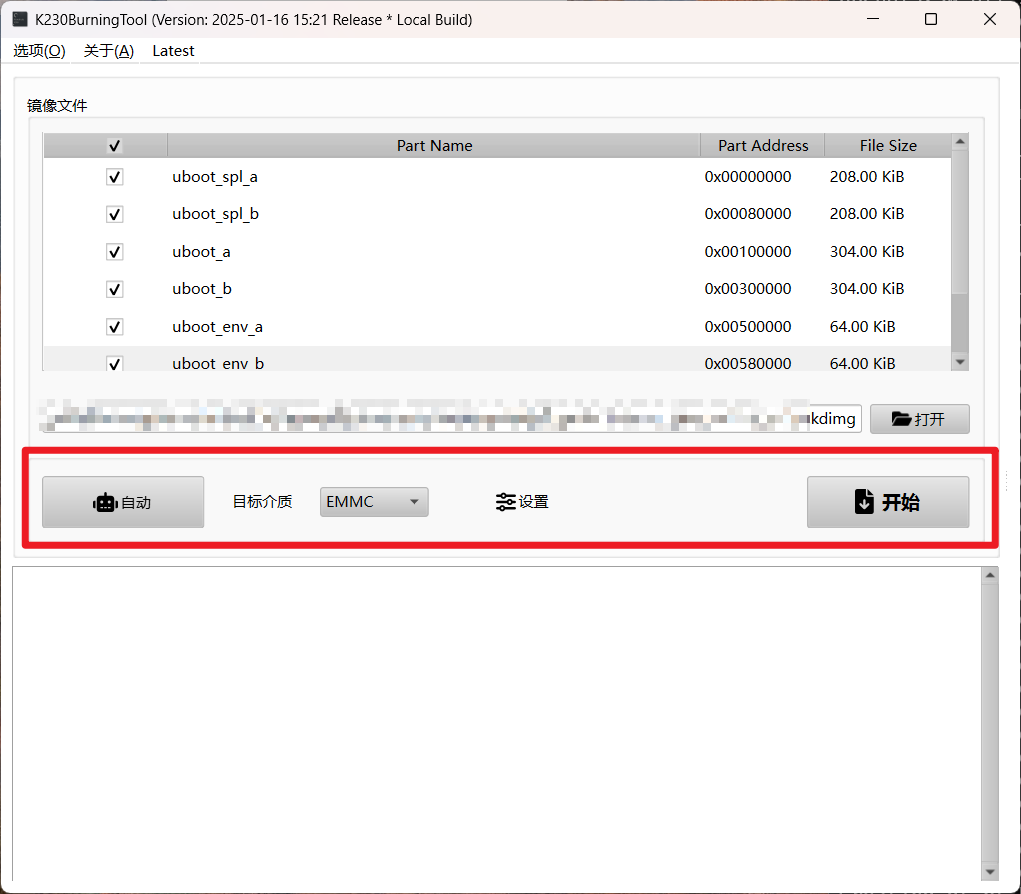 K230BurningTool (Version: 2025-01-16 15:21 Release * Local Build)
选项(O) 关于(A) Latest
镜像文件
Part Name Part Address File Size
uboot_spl_a 0x00000000 208.00 KiB
uboot_spl_b 0x00080000 208.00 KiB
uboot_a 0x00100000 304.00 KiB
uboot_b 0x00300000 304.00 KiB
uboot_env_a 0x00500000 64.00 KiB
uboot_env_b 0x00580000 64.00 KiB
kdimg 打开
自动 目标介质 EMMC 设置 开始